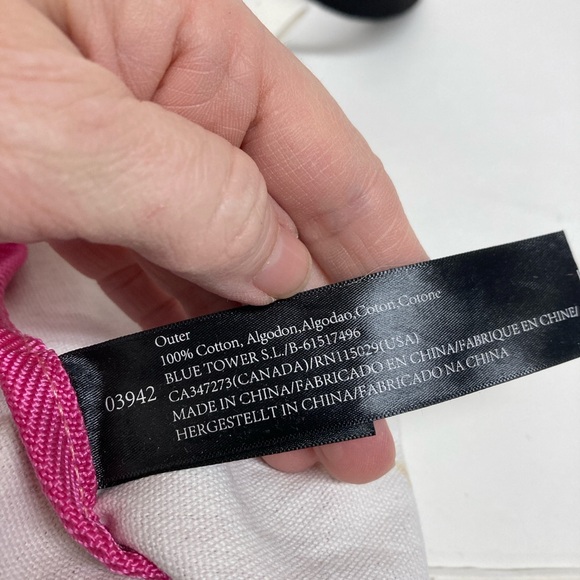 Outer
100% Cotton, Algodon,Algodao,Coton,Cotone
BLUE TOWER S.L./B-61517496
CA347273(CANADA)/RN115029(USA)
MADE IN CHINA/FABRICADO EN CHINA/FABRIQUE EN CHINE/
HERGESTELLT IN CHINA/FABRICADO NA CHINA
03942